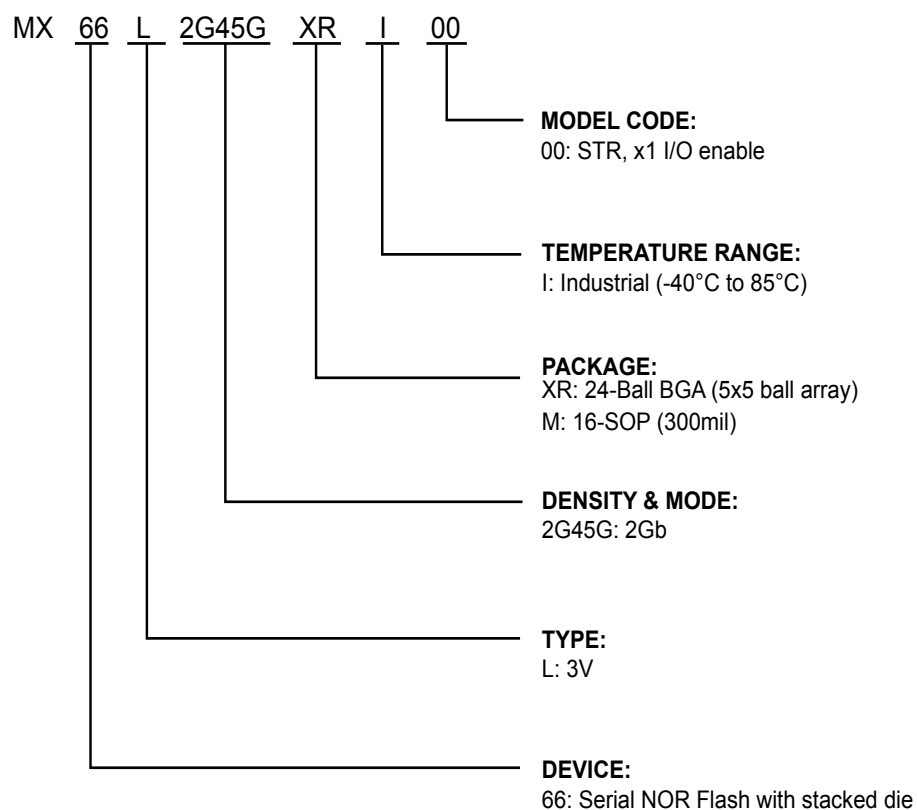 MX 66 L 2G45G XR I 00
MODEL CODE:
00: STR, x1 I/O enable
TEMPERATURE RANGE:
I: Industrial (-40°C to 85°C)
PACKAGE:
XR: 24-Ball BGA (5x5 ball array)
M: 16-SOP (300mil)
DENSITY & MODE:
2G45G: 2Gb
TYPE:
L: 3V
DEVICE:
66: Serial NOR Flash with stacked die